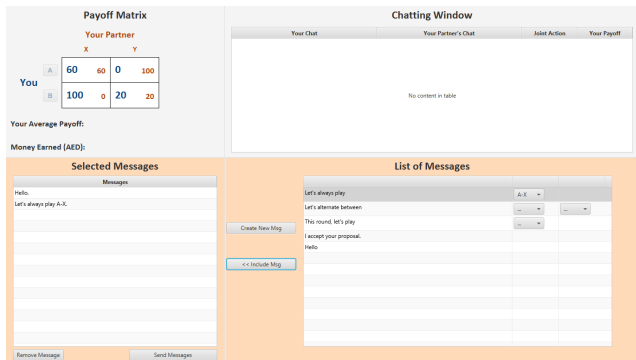 Payoff Matrix
Your Partner
X Y
You
A 60 60 0 100
B 100 0 20 20
Your Average Payoff:
Money Earned (AED):
Chatting Window
Your Chat Your Partner's Chat Joint Action Your Payoff
No content in table
Selected Messages
Messages
Hello.
Let's always play A-X.
Remove Message Send Messages
Create New Msg
<< Include Msg
List of Messages
Let's always play A-X
Let's alternate between ... ...
This round, let's play ...
I accept your proposal.
Hello